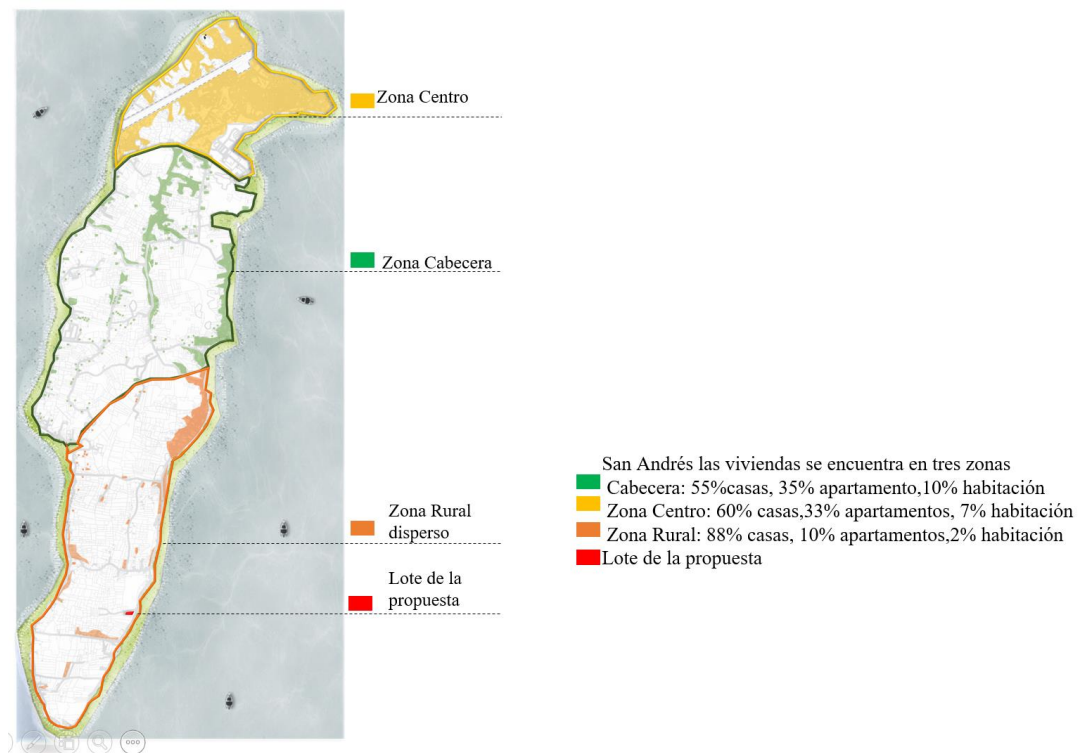 Zona Centro
Zona Cabecera
Zona Rural
disperso
Lote de la
propuesta
San Andrés las viviendas se encuentra en tres zonas
Cabecera: 55%casas, 35% apartamento,10% habitación
Zona Centro: 60% casas,33% apartamentos, 7% habitación
Zona Rural: 88% casas, 10% apartamentos,2% habitación
Lote de la propuesta